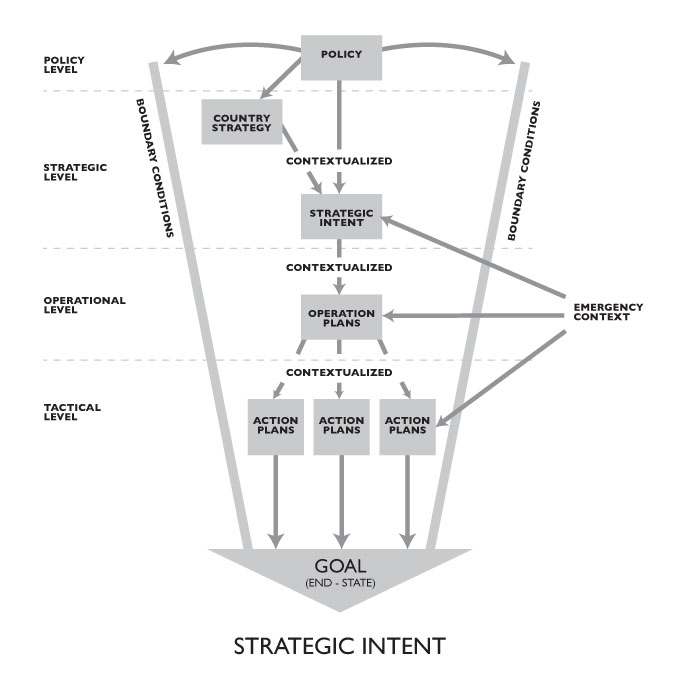 POLICY
LEVEL
POLICY
COUNTRY
STRATEGY
BOUNDARY CONDITIONS
BOUNDARY CONDITIONS
STRATEGIC
LEVEL
CONTEXTUALIZED
STRATEGIC
INTENT
CONTEXTUALIZED
OPERATIONAL
LEVEL
OPERATION
PLANS
EMERGENCY
CONTEXT
CONTEXTUALIZED
TACTICAL
LEVEL
ACTION
PLANS
ACTION
PLANS
ACTION
PLANS
GOAL
(END - STATE)
STRATEGIC INTENT